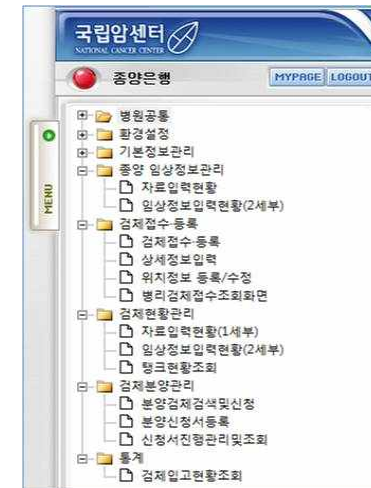 국립암센터
NATIONAL CANCER CENTER
종양은행
MYPAGE LOGOUT
MENU
병원공통
환경설정
기본정보관리
종양 임상정보관리
자료입력현황
임상정보입력현황(2세부)
검체접수·등록
검체접수·등록
상세정보입력
위치정보 등록/수정
병리검체접수조회화면
검체현황관리
자료입력현황(1세부)
임상정보입력현황(2세부)
탱크현황조회
검체분양관리
분양검체검색및신청
분양신청서등록
신청서진행관리및조회
통계
검체입고현황조회